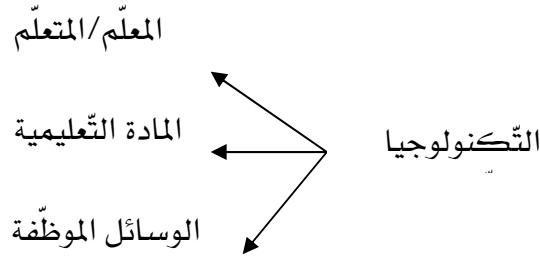 المعلّم/المتعلّم
المادة التّعليمية
التّكنولوجيا
الوسائل الموظّفة